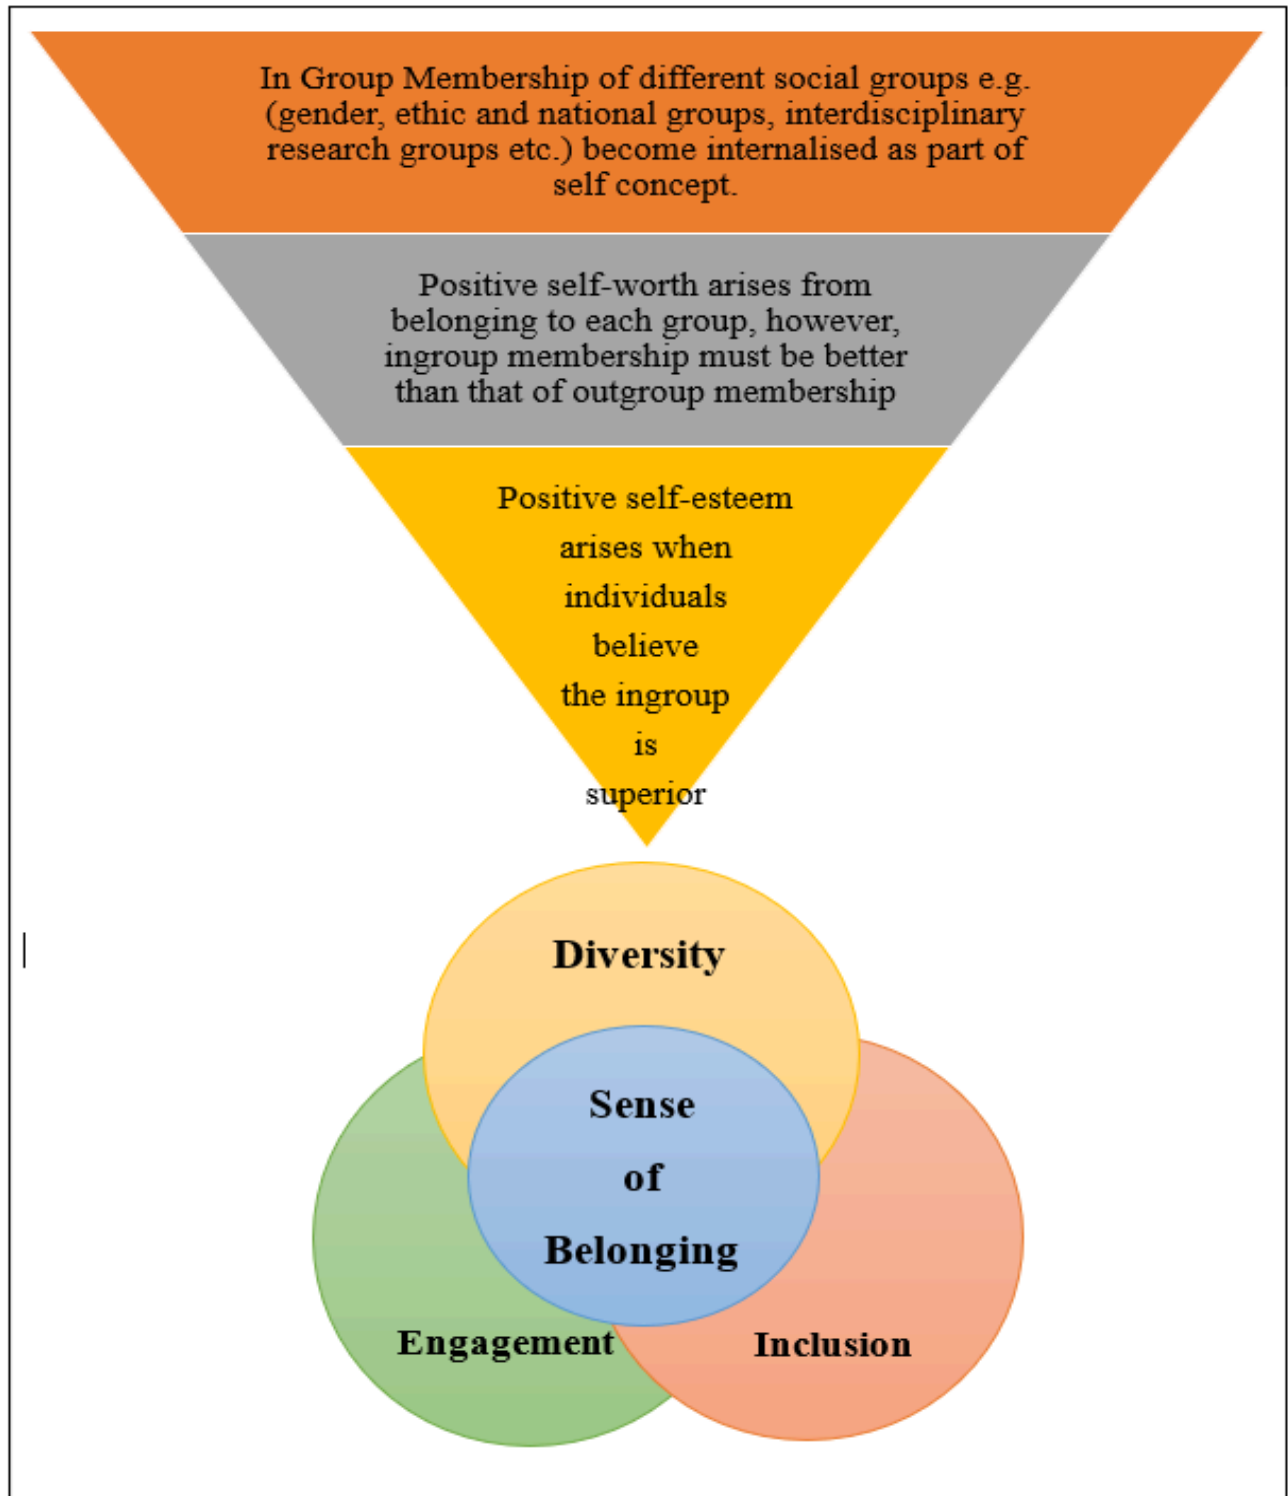 In Group Membership of different social groups e.g.
(gender, ethic and national groups, interdisciplinary
research groups etc.) become internalised as part of
self concept.
Positive self-worth arises from
belonging to each group, however,
ingroup membership must be better
than that of outgroup membership
Positive self-esteem
arises when
individuals
believe
the ingroup
is
superior
Diversity
Sense
of
Belonging
Engagement
Inclusion